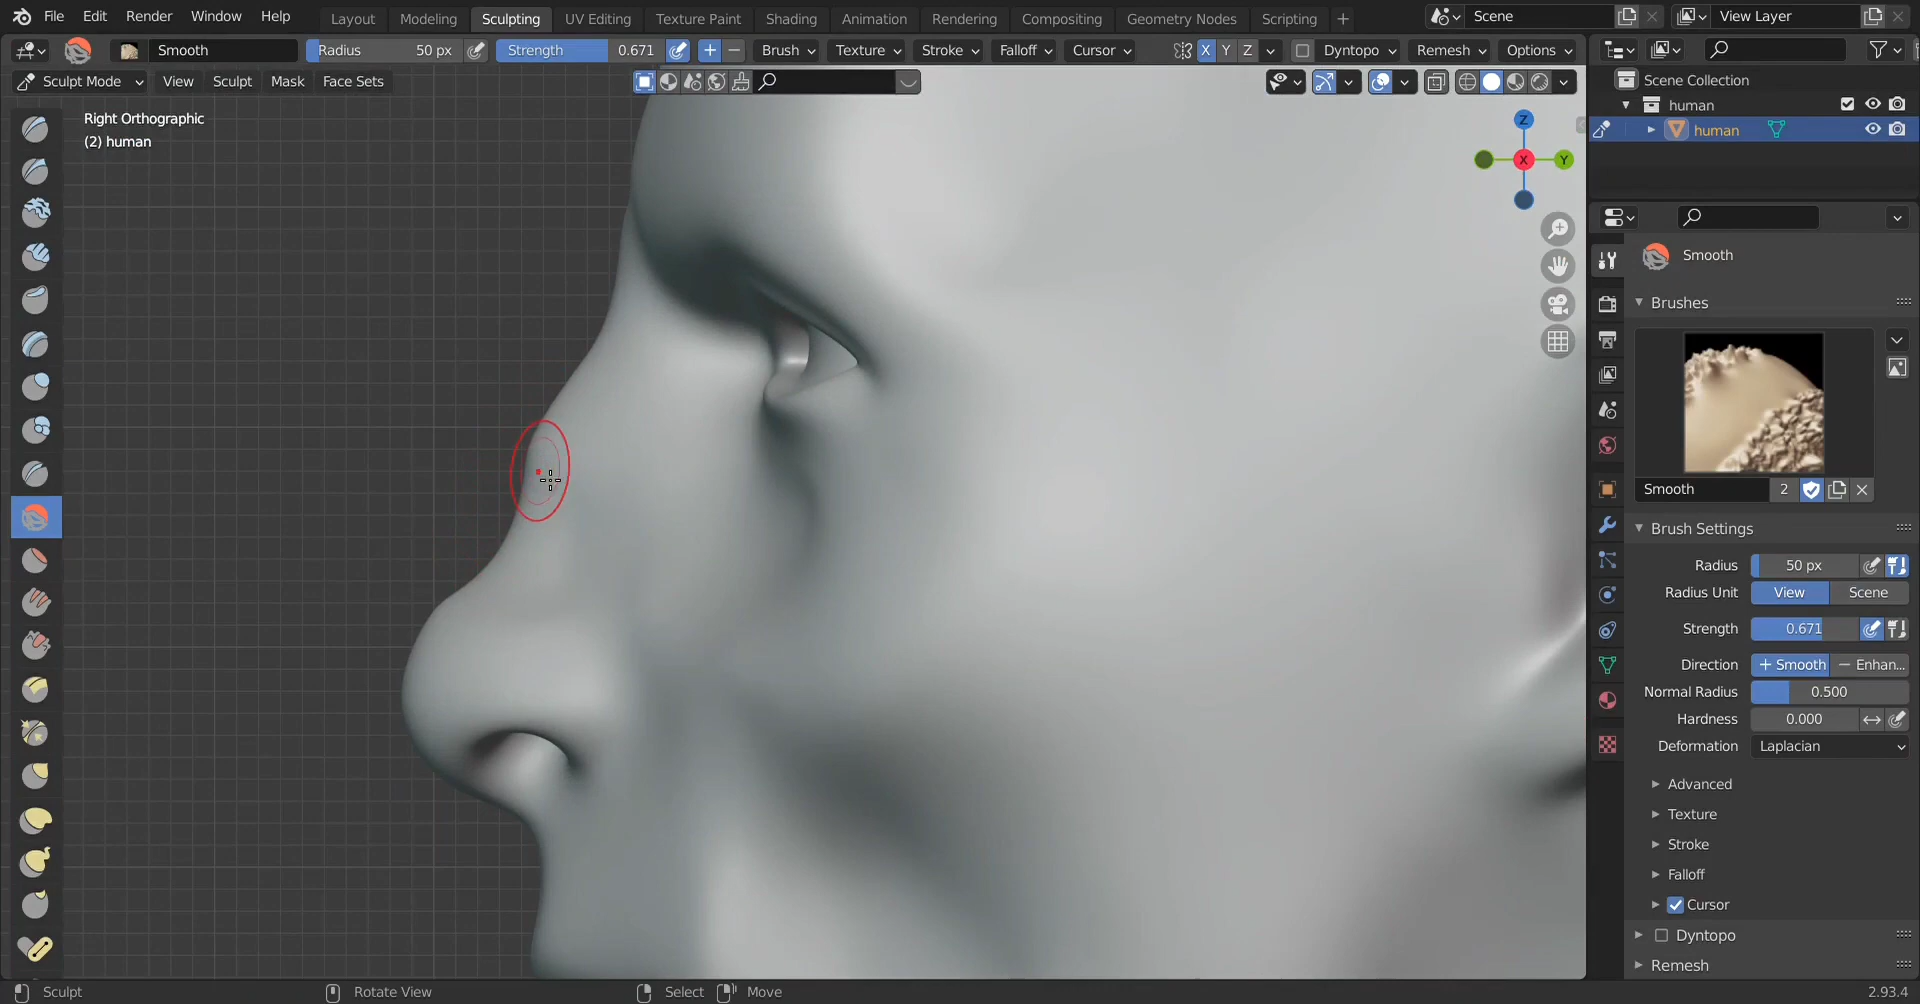 File Edit Render Window Help Layout Modeling Sculpting UV Editing Texture Paint Shading Animation Rendering Compositing Geometry Nodes Scripting + Scene View Layer
Smooth Radius 50 px Strength 0.671 + − Brush Texture Stroke Falloff Cursor X Y Z Dyntopo Remesh Options
Sculpt Mode View Sculpt Mask Face Sets
Scene Collection
human
human
Right Orthographic
(2) human
Z
X Y
Smooth
Brushes
Smooth 2
Brush Settings
Radius 50 px
Radius Unit View Scene
Strength 0.671
Direction + Smooth − Enhan...
Normal Radius 0.500
Hardness 0.000
Deformation Laplacian
Advanced
Texture
Stroke
Falloff
Cursor
Dyntopo
Remesh
Sculpt Rotate View Select Move 2.93.4